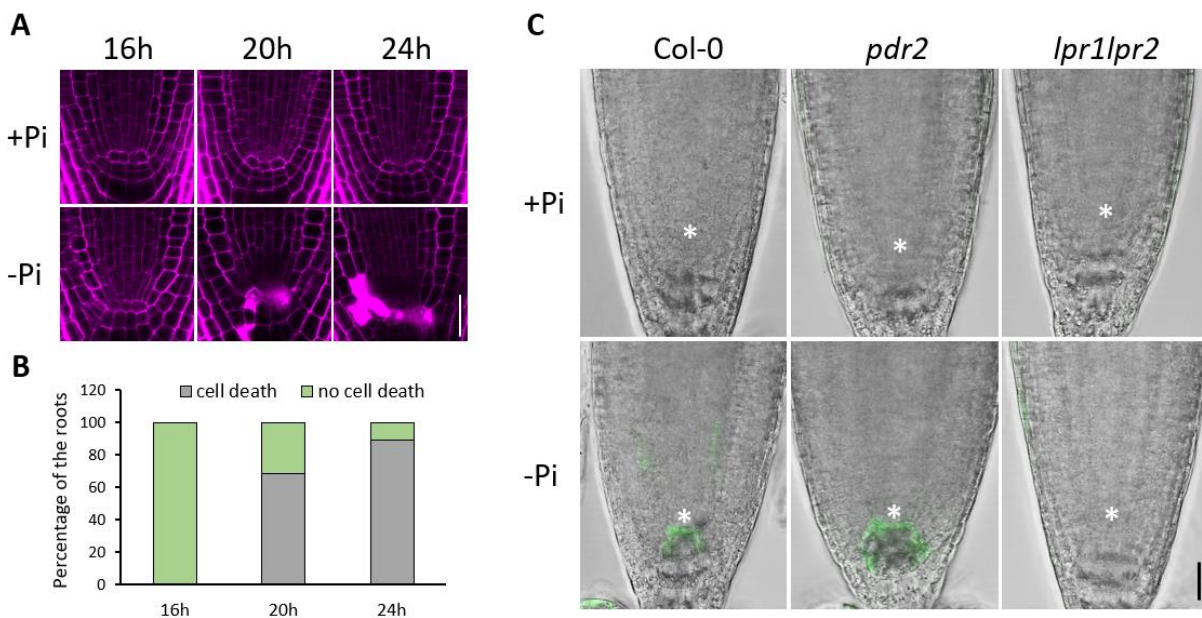 A
16h 20h 24h
+Pi
-Pi
B
Percentage of the roots
120
100
80
60
40
20
0
cell death no cell death
16h 20h 24h
C
Col-0 pdr2 lpr1lpr2
+Pi
*
*
*
-Pi
*
*
*